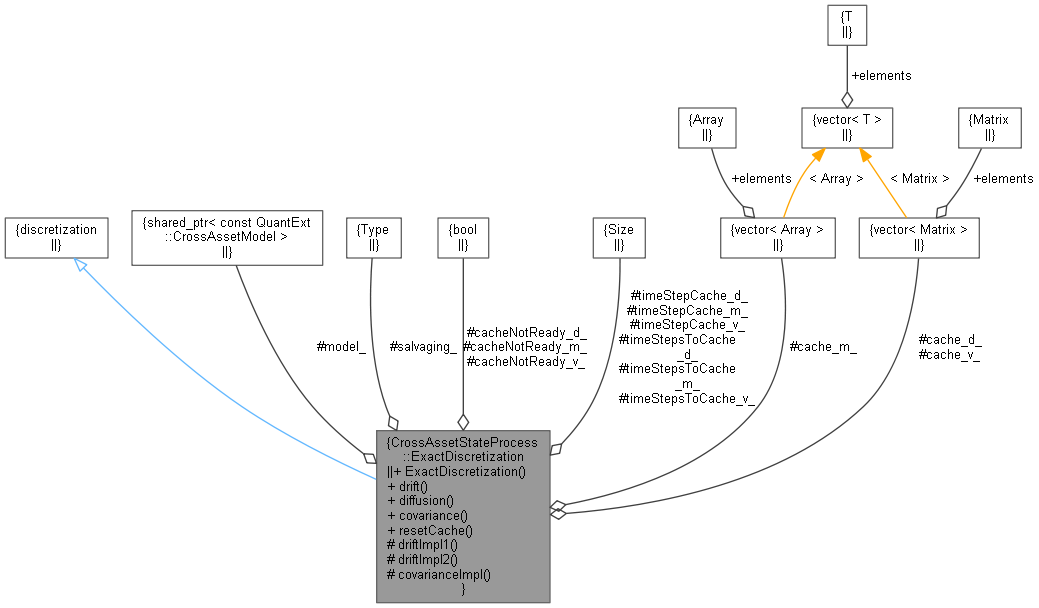 {T
||}
+elements
{Array
||}
{vector< T >
||}
{Matrix
||}
+elements
< Array >
< Matrix >
+elements
{discretization
||}
{shared_ptr< const QuantExt
::CrossAssetModel >
||}
{Type
||}
{bool
||}
{Size
||}
{vector< Array >
||}
{vector< Matrix >
||}
#model_
#salvaging_
#cacheNotReady_d_
#cacheNotReady_m_
#cacheNotReady_v_
#timeStepCache_d_
#timeStepCache_m_
#timeStepCache_v_
#timeStepsToCache
_d_
#timeStepsToCache
_m_
#timeStepsToCache_v_
#cache_m_
#cache_d_
#cache_v_
{CrossAssetStateProcess
::ExactDiscretization
||+ ExactDiscretization()
+ drift()
+ diffusion()
+ covariance()
+ resetCache()
# driftImpl1()
# driftImpl2()
# covarianceImpl()
}